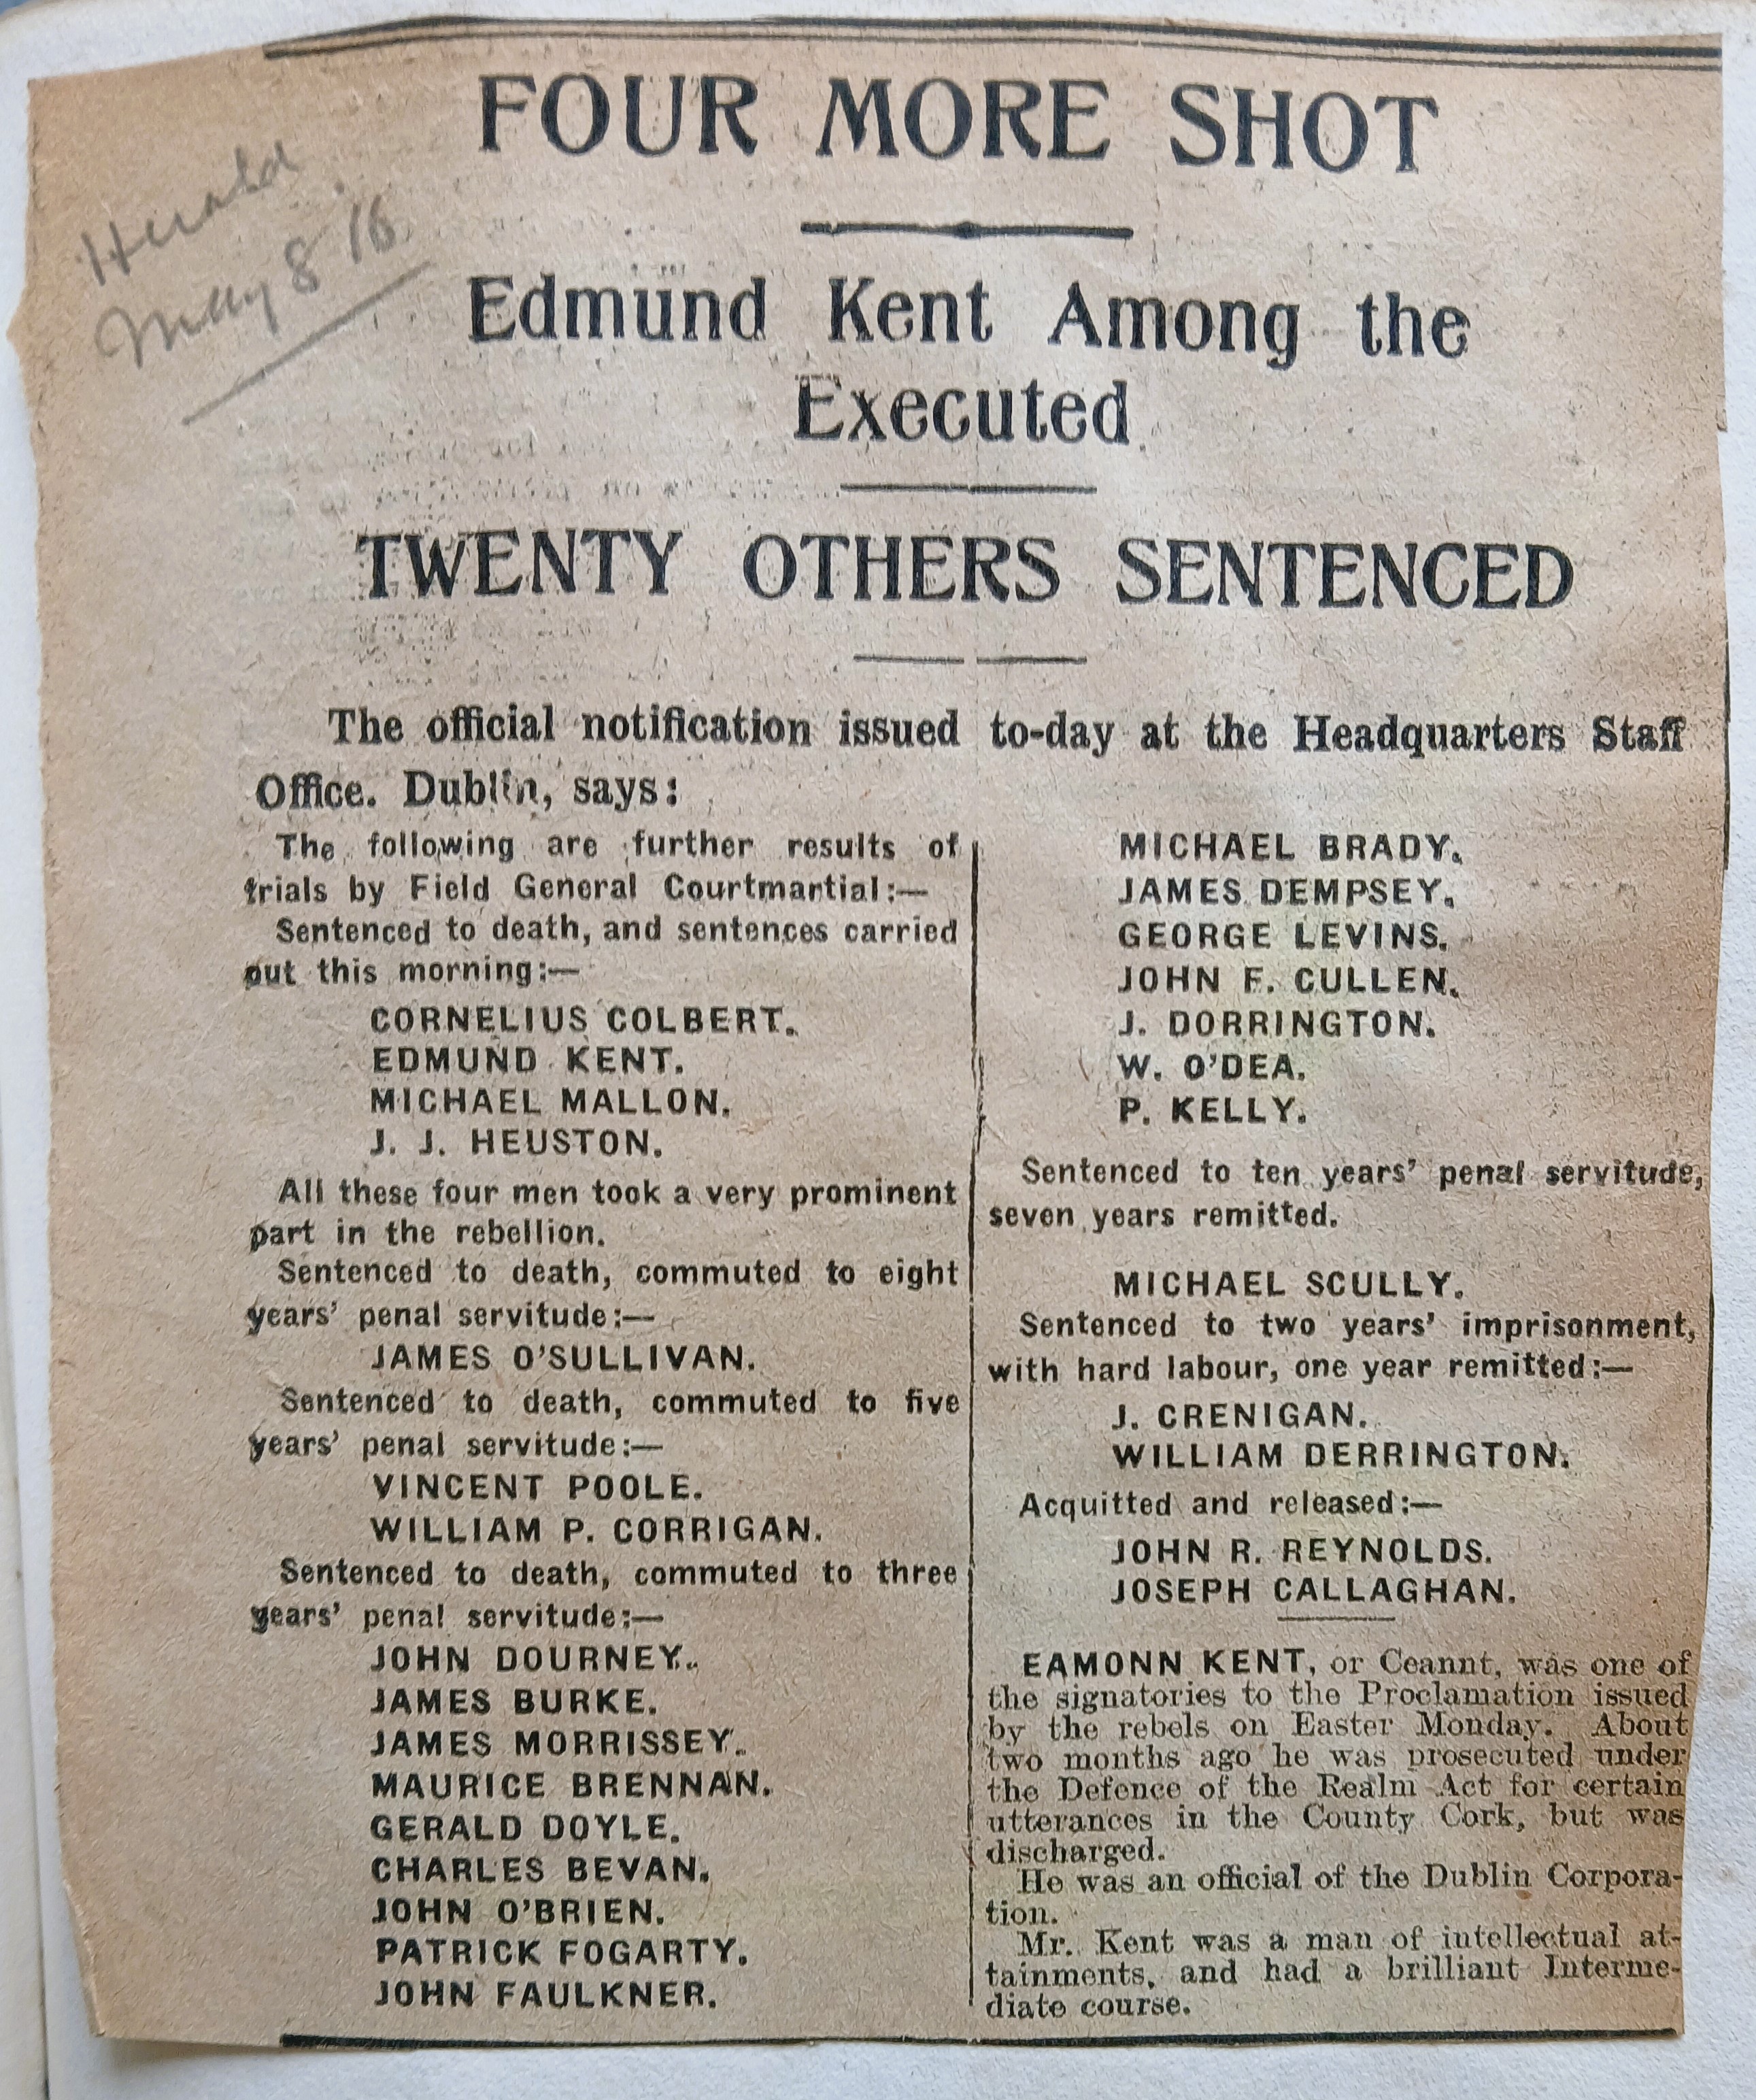 Herald
May 8 16
FOUR MORE SHOT
Edmund Kent Among the
Executed
TWENTY OTHERS SENTENCED
The official notification issued to-day at the Headquarters Staff
Office. Dublin, says:
The following are further results of
trials by Field General Courtmartial:—
Sentenced to death, and sentences carried
out this morning:—
CORNELIUS COLBERT.
EDMUND KENT.
MICHAEL MALLON.
J. J. HEUSTON.
All these four men took a very prominent
part in the rebellion.
Sentenced to death, commuted to eight
years' penal servitude:—
JAMES O'SULLIVAN.
Sentenced to death, commuted to five
years' penal servitude:—
VINCENT POOLE.
WILLIAM P. CORRIGAN.
Sentenced to death, commuted to three
years' penal servitude:—
JOHN DOURNEY.
JAMES BURKE.
JAMES MORRISSEY.
MAURICE BRENNAN.
GERALD DOYLE.
CHARLES BEVAN.
JOHN O'BRIEN.
PATRICK FOGARTY.
JOHN FAULKNER.
MICHAEL BRADY.
JAMES DEMPSEY.
GEORGE LEVINS.
JOHN F. CULLEN.
J. DORRINGTON.
W. O'DEA.
P. KELLY.
Sentenced to ten years' penal servitude,
seven years remitted.
MICHAEL SCULLY.
Sentenced to two years' imprisonment,
with hard labour, one year remitted:—
J. CRENIGAN.
WILLIAM DERRINGTON.
Acquitted and released:—
JOHN R. REYNOLDS.
JOSEPH CALLAGHAN.
EAMONN KENT, or Ceannt, was one of
the signatories to the Proclamation issued
by the rebels on Easter Monday. About
two months ago he was prosecuted under
the Defence of the Realm Act for certain
utterances in the County Cork, but was
discharged.
He was an official of the Dublin Corpora-
tion.
Mr. Kent was a man of intellectual at-
tainments, and had a brilliant Interme-
diate course.